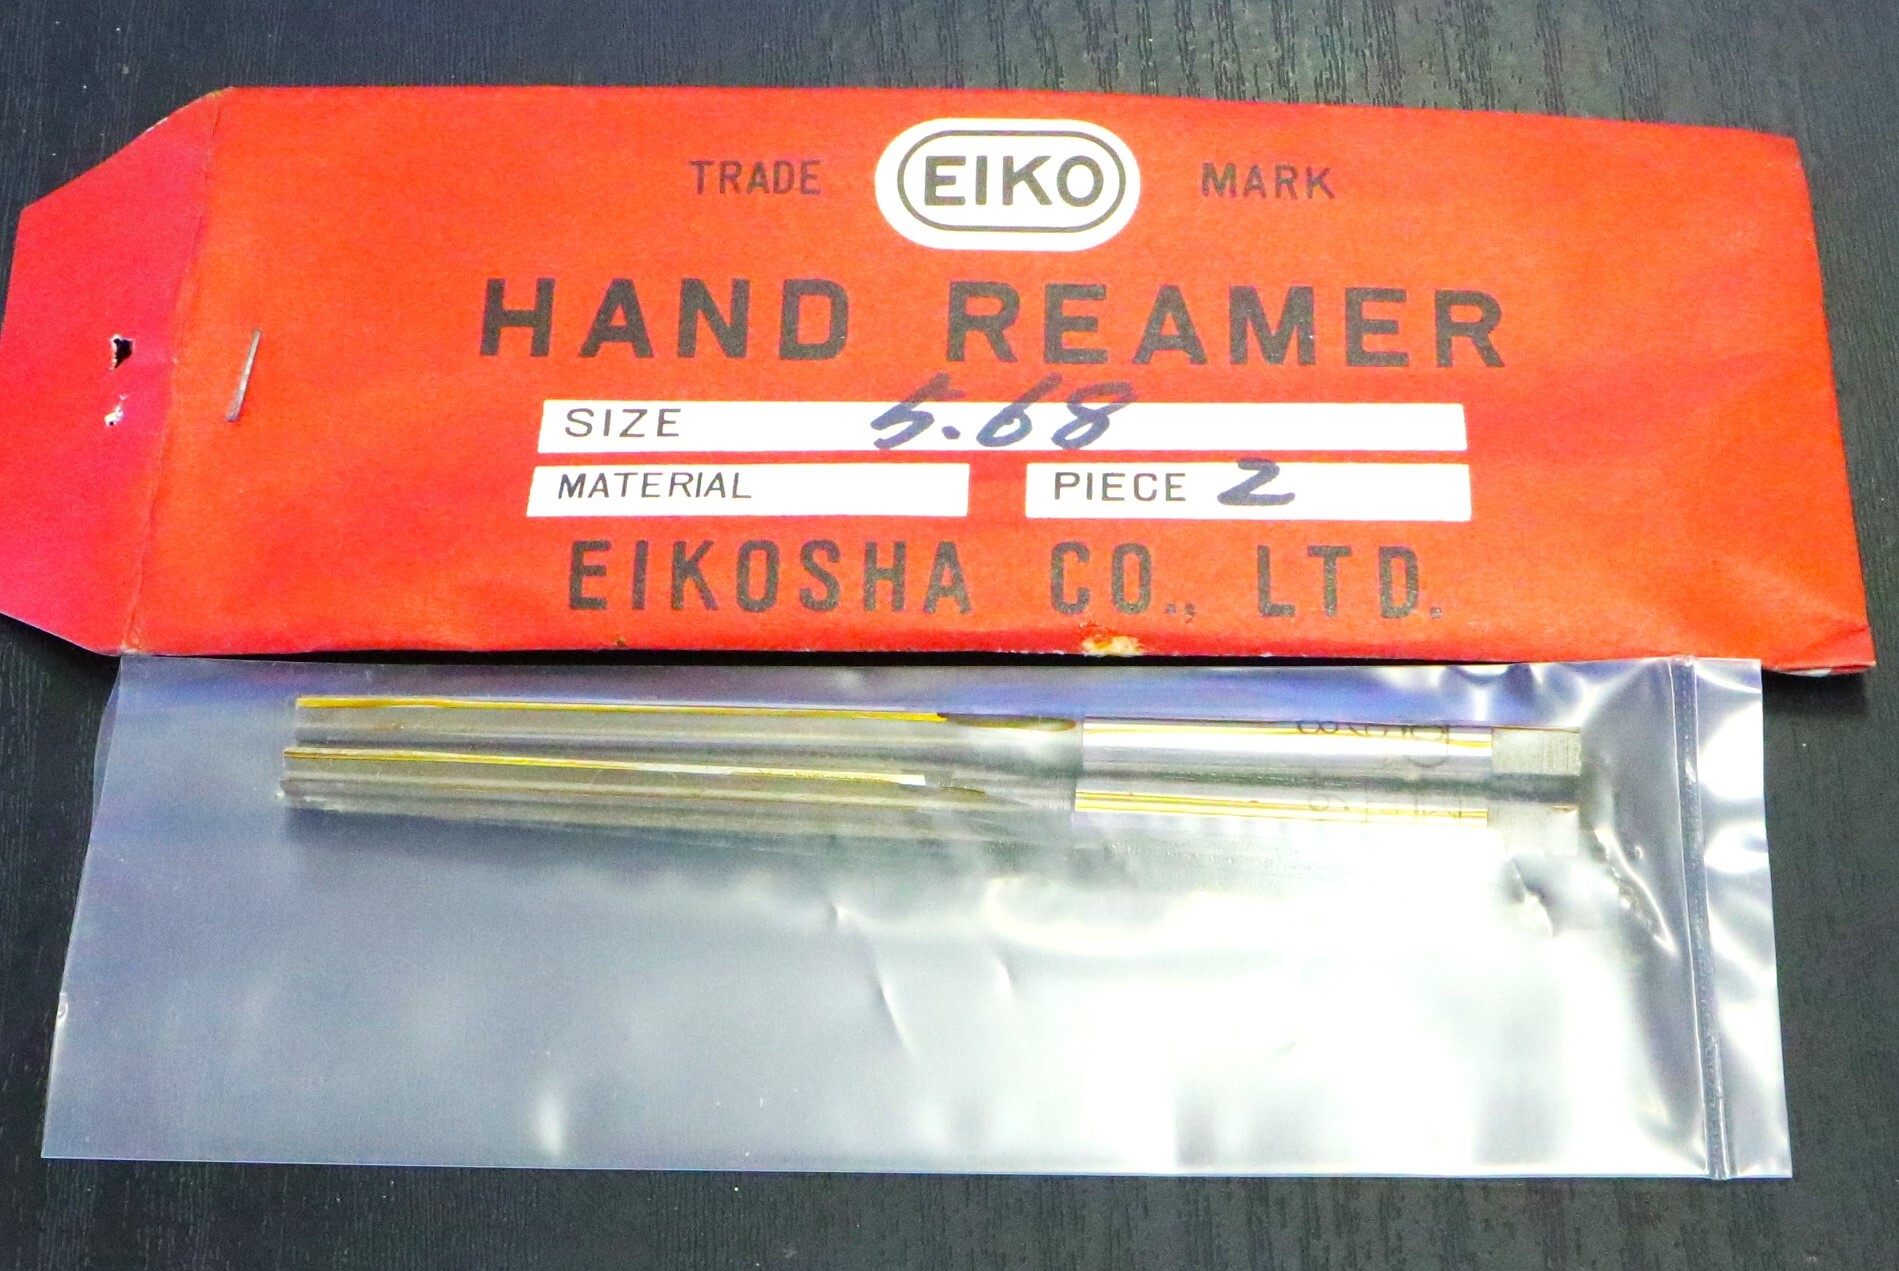 TRADE EIKO MARK
HAND REAMER
SIZE 5.68
MATERIAL PIECE 2
EIKOSHA CO., LTD.